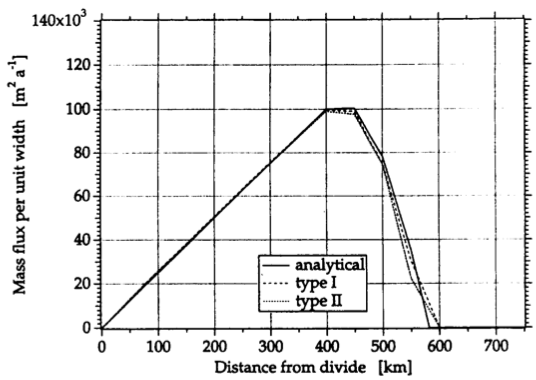 140x10³
120
100
80
60
40
20
0
Mass flux per unit width [m² a⁻¹]
analytical
type I
type II
0 100 200 300 400 500 600 700
Distance from divide [km]